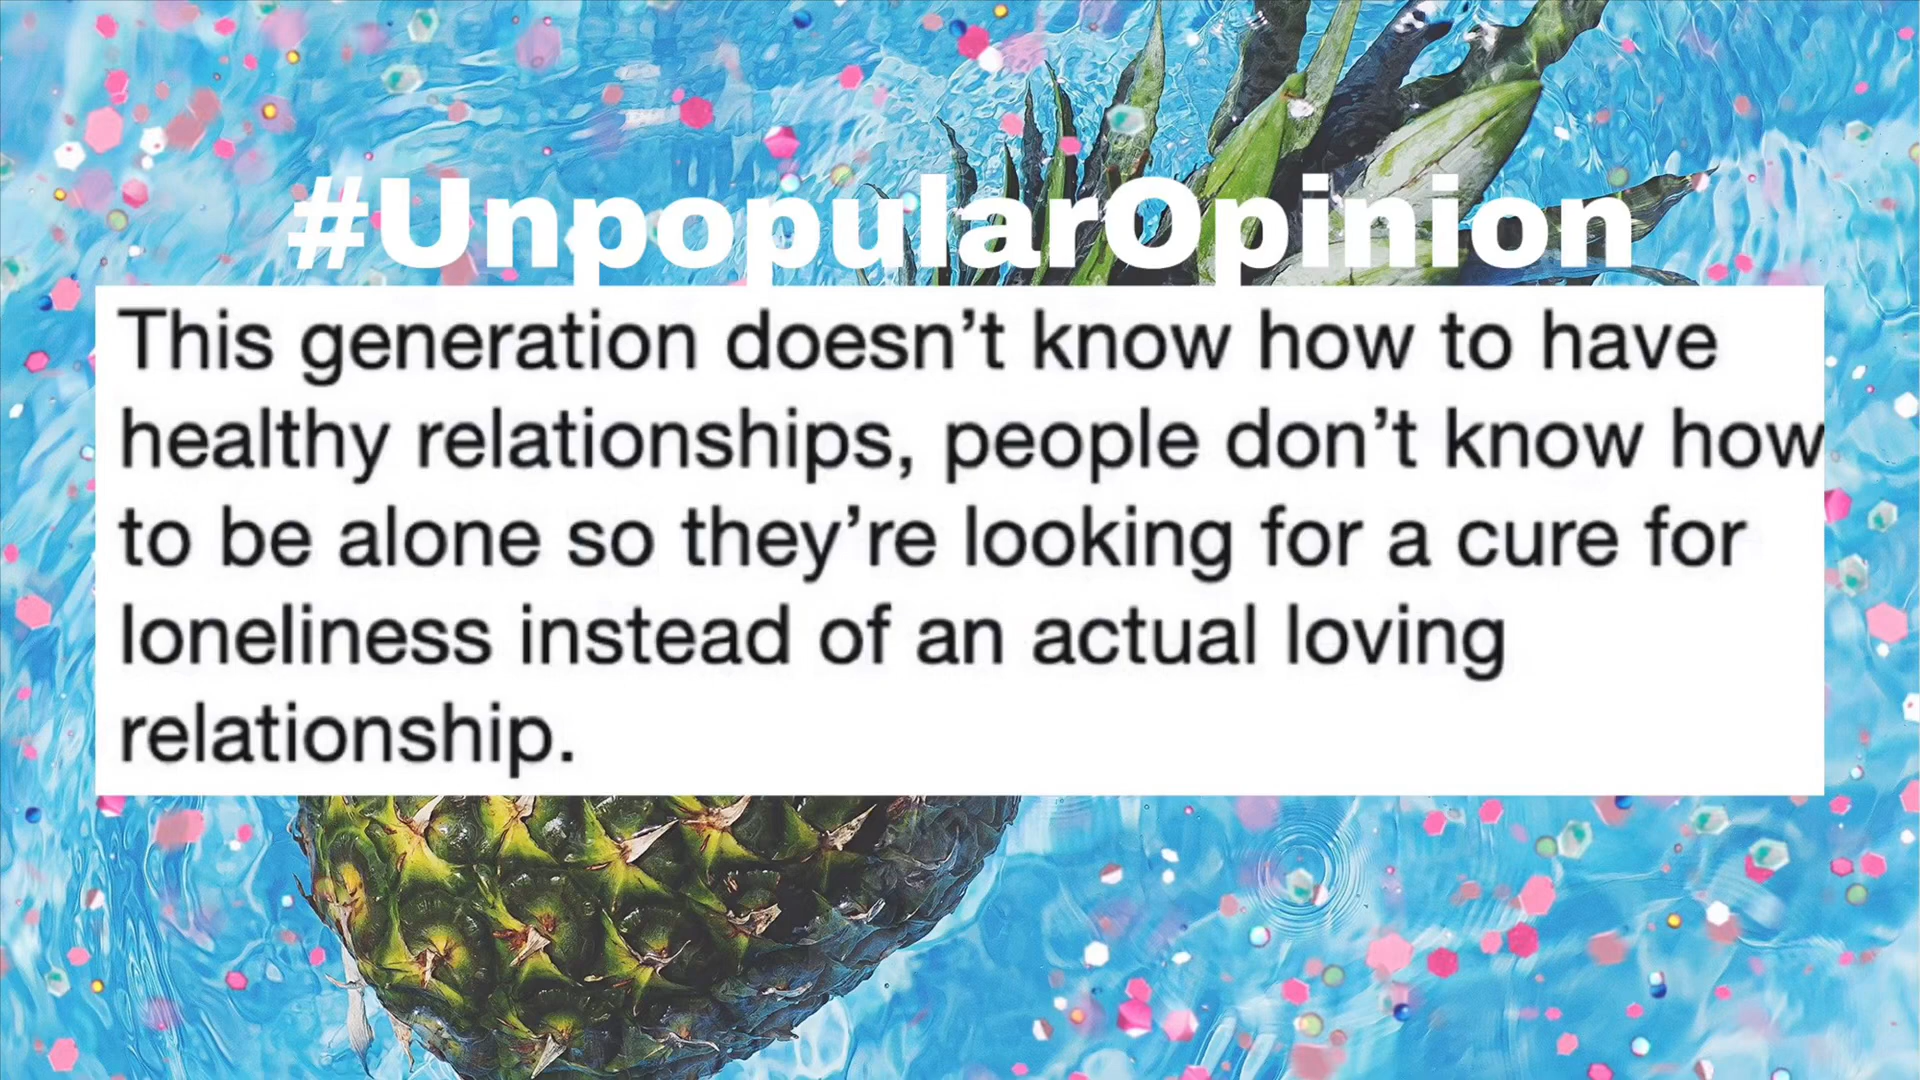 #UnpopularOpinion
This generation doesn't know how to have
healthy relationships, people don't know how
to be alone so they're looking for a cure for
loneliness instead of an actual loving
relationship.